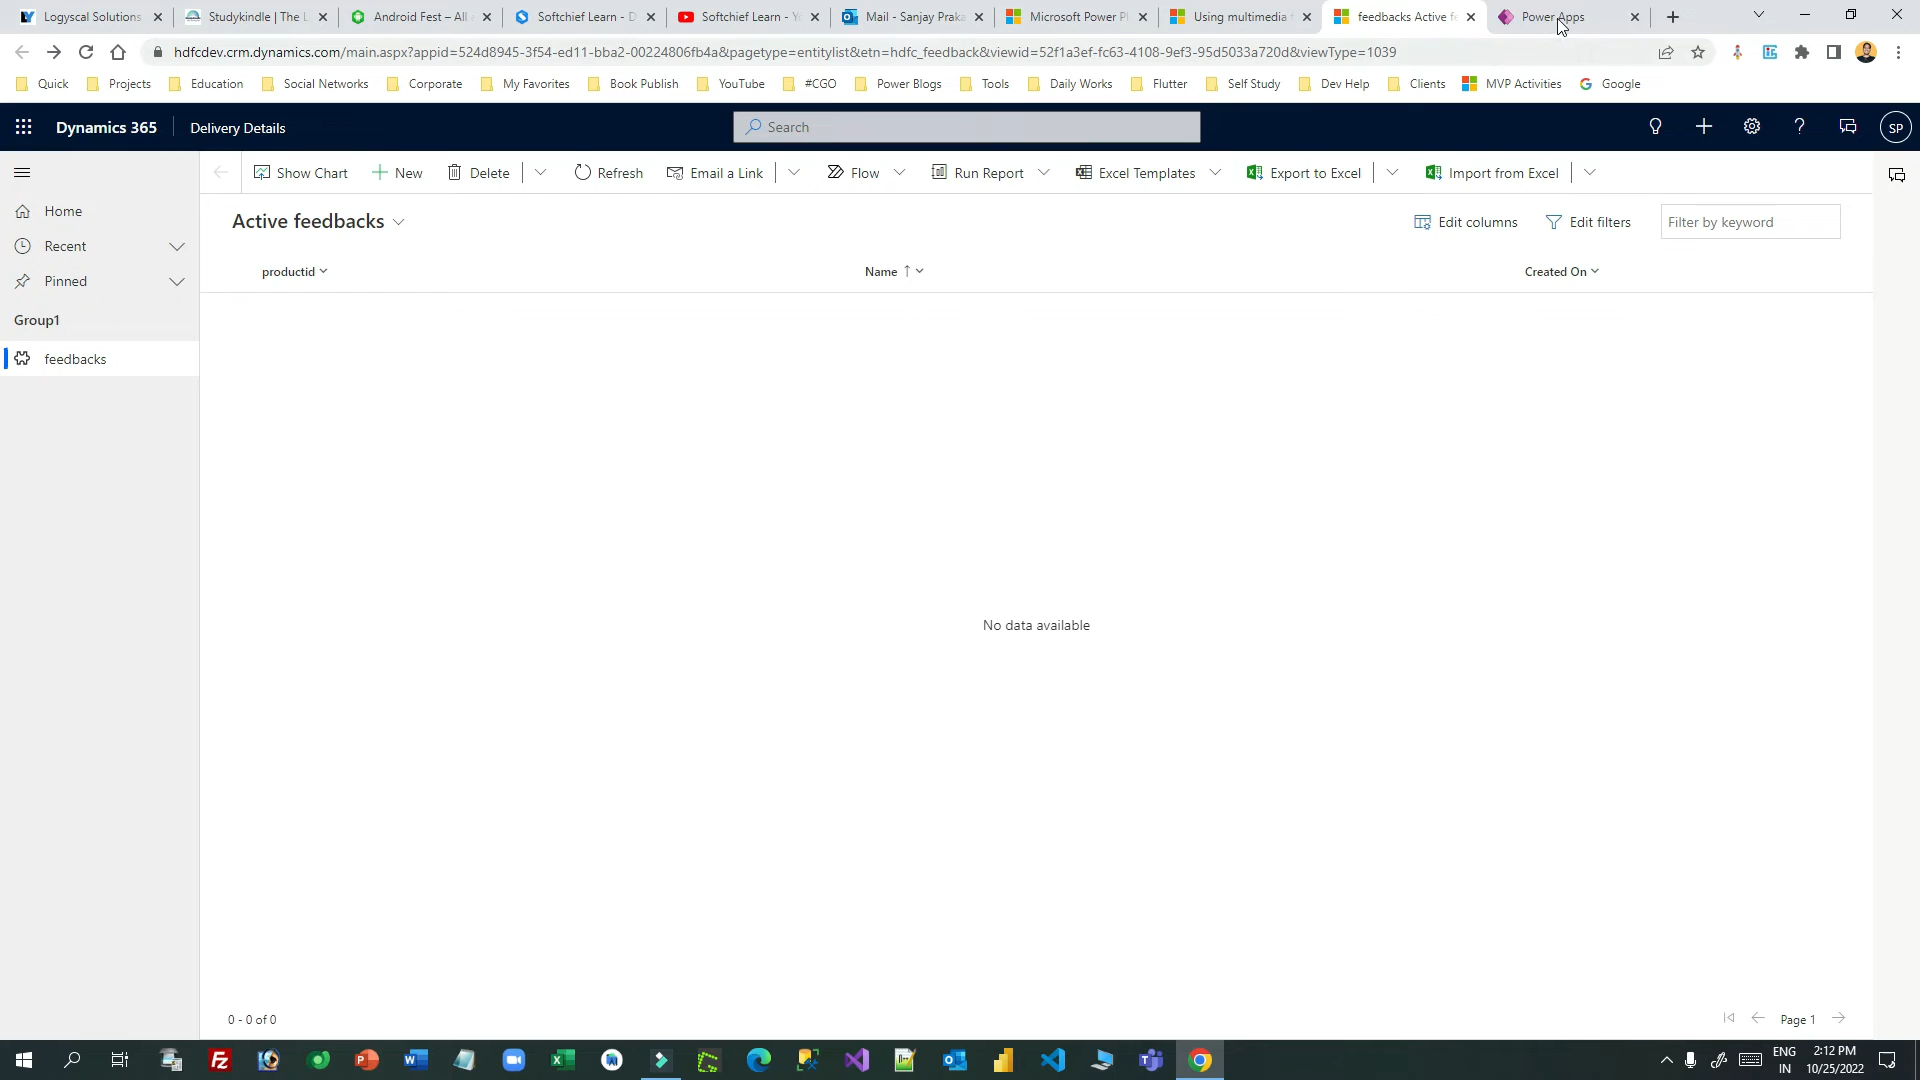 Logyscal Solutions
Studykindle | The L
Android Fest – All
Softchief Learn - D
Softchief Learn - Y
Mail - Sanjay Praka
Microsoft Power Pl
Using multimedia f
feedbacks Active f
Power Apps
hdfcdev.crm.dynamics.com/main.aspx?appid=524d8945-3f54-ed11-bba2-00224806fb4a&pagetype=entitylist&etn=hdfc_feedback&viewid=52f1a3ef-fc63-4108-9ef3-95d5033a720d&viewType=1039
Quick Projects Education Social Networks Corporate My Favorites Book Publish YouTube #CGO Power Blogs Tools Daily Works Flutter Self Study Dev Help Clients MVP Activities Google
Dynamics 365 Delivery Details Search SP
Show Chart New Delete Refresh Email a Link Flow Run Report Excel Templates Export to Excel Import from Excel
Home
Recent
Pinned
Group1
feedbacks
Active feedbacks Edit columns Edit filters Filter by keyword
productid Name Created On
No data available
0 - 0 of 0 Page 1
ENG
IN
2:12 PM
10/25/2022